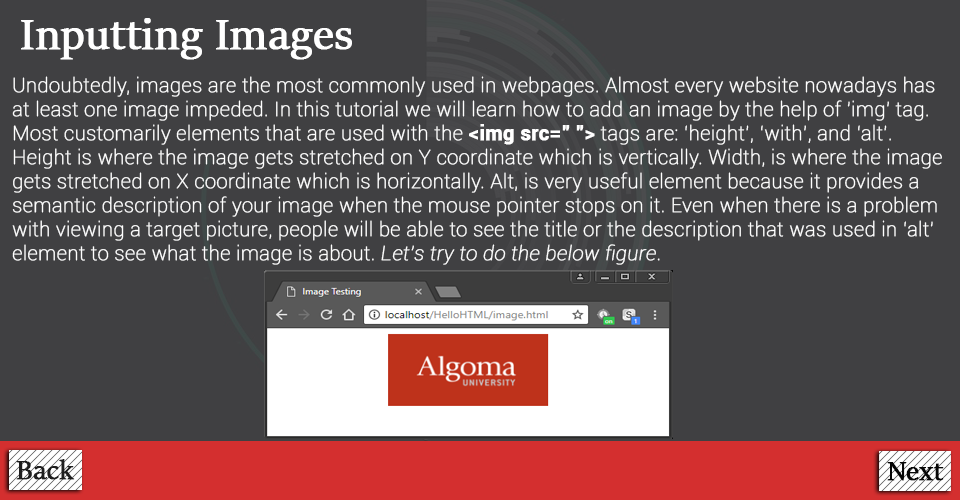 Inputting Images
Undoubtedly, images are the most commonly used in webpages. Almost every website nowadays has
at least one image impeded. In this tutorial we will learn how to add an image by the help of 'img' tag.
Most customarily elements that are used with the <img src=" "> tags are: 'height', 'with', and 'alt'.
Height is where the image gets stretched on Y coordinate which is vertically. Width, is where the image
gets stretched on X coordinate which is horizontally. Alt, is very useful element because it provides a
semantic description of your image when the mouse pointer stops on it. Even when there is a problem
with viewing a target picture, people will be able to see the title or the description that was used in 'alt'
element to see what the image is about. Let's try to do the below figure.
Image Testing
localhost/HelloHTML/image.html
S
1
on
Algoma
UNIVERSITY
Back
Next